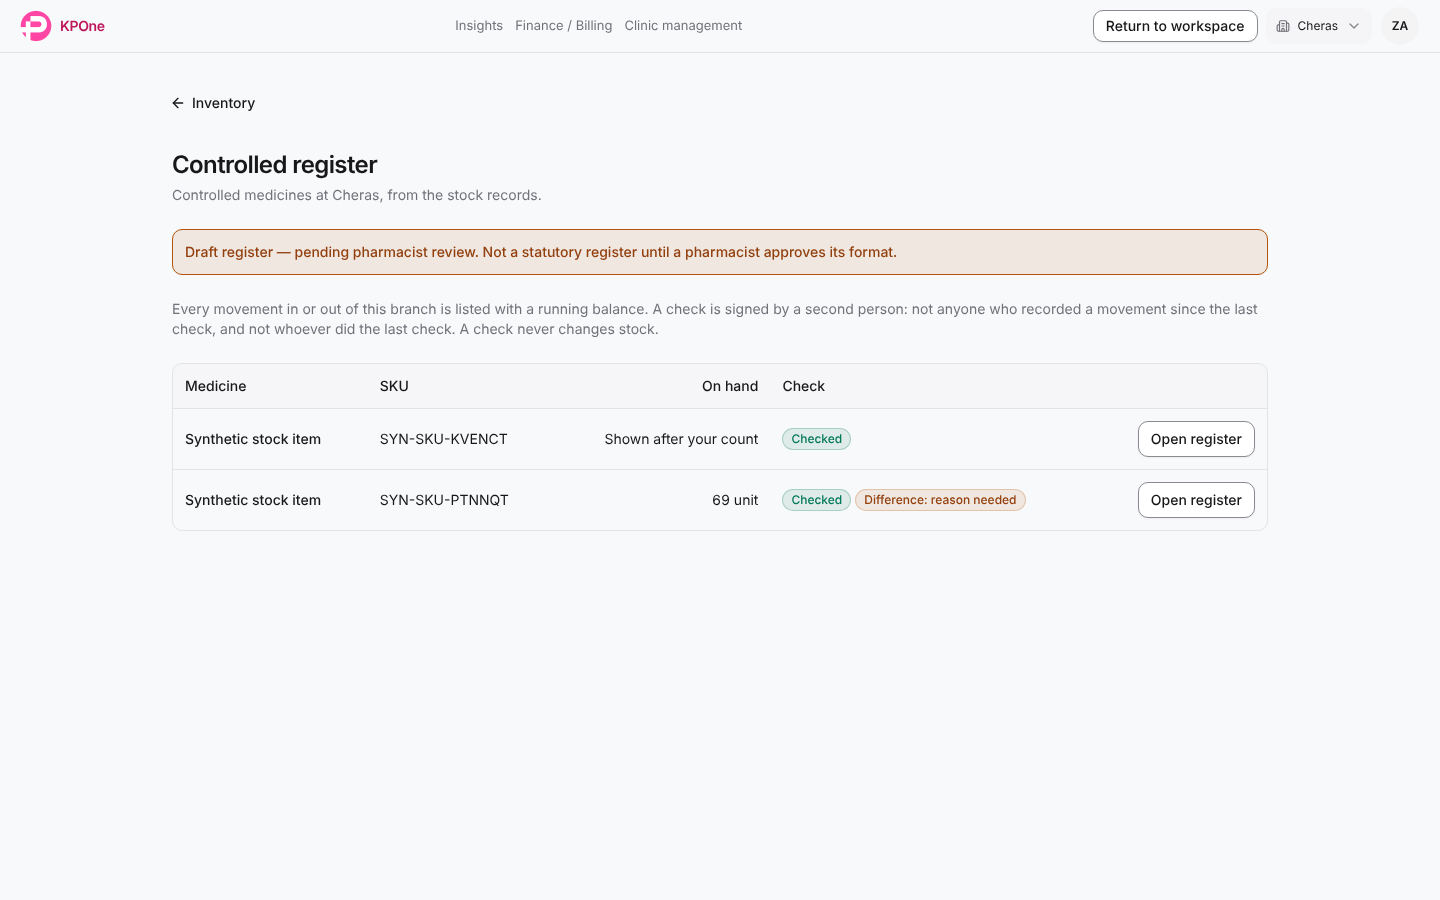 KPOne
Insights Finance / Billing Clinic management
Return to workspace
Cheras
ZA
Inventory
Controlled register
Controlled medicines at Cheras, from the stock records.
Draft register — pending pharmacist review. Not a statutory register until a pharmacist approves its format.
Every movement in or out of this branch is listed with a running balance. A check is signed by a second person: not anyone who recorded a movement since the last
check, and not whoever did the last check. A check never changes stock.
Medicine SKU On hand Check
Synthetic stock item SYN-SKU-KVENCT Shown after your count Checked Open register
Synthetic stock item SYN-SKU-PTNNQT 69 unit Checked Difference: reason needed Open register